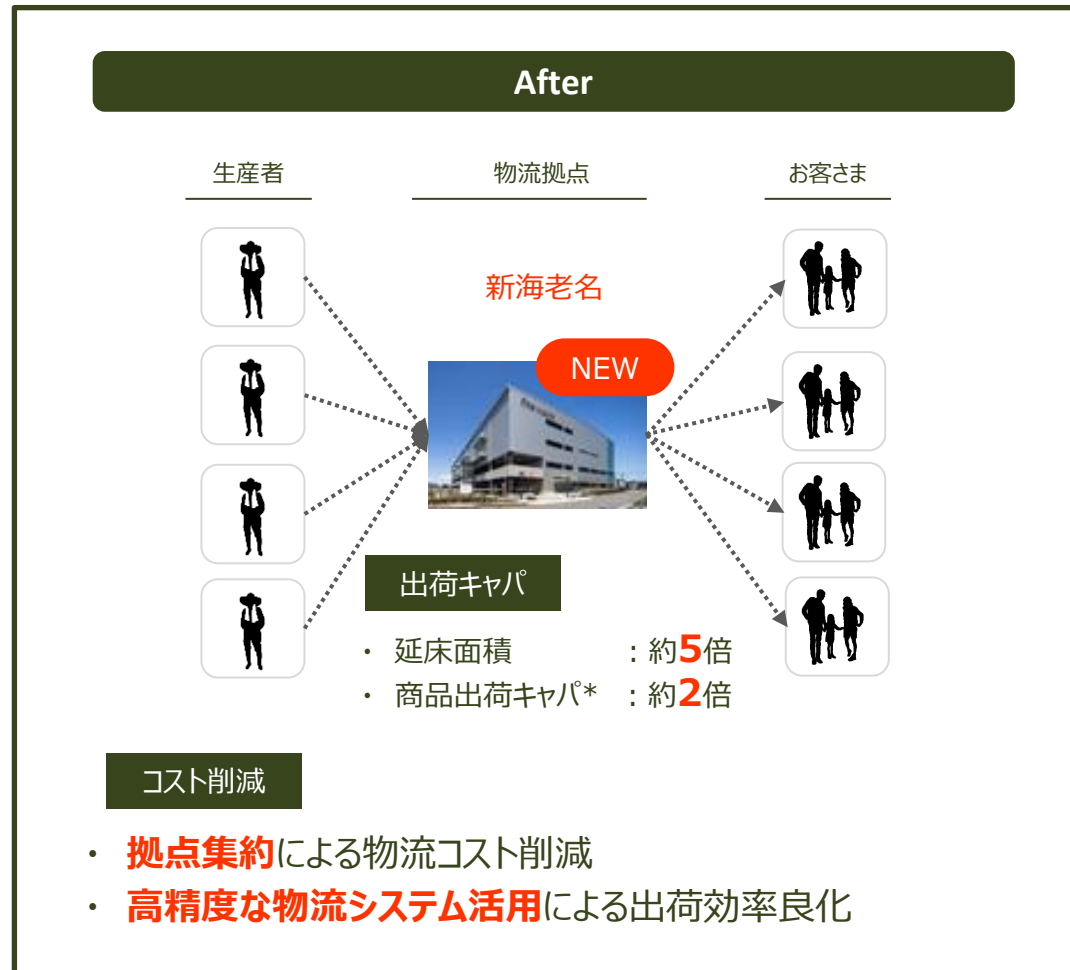 After
生産者
物流拠点
お客さま
新海老名
NEW
出荷キャパ
・ 延床面積 : 約5倍
・ 商品出荷キャパ* : 約2倍
コスト削減
・ 拠点集約による物流コスト削減
・ 高精度な物流システム活用による出荷効率良化